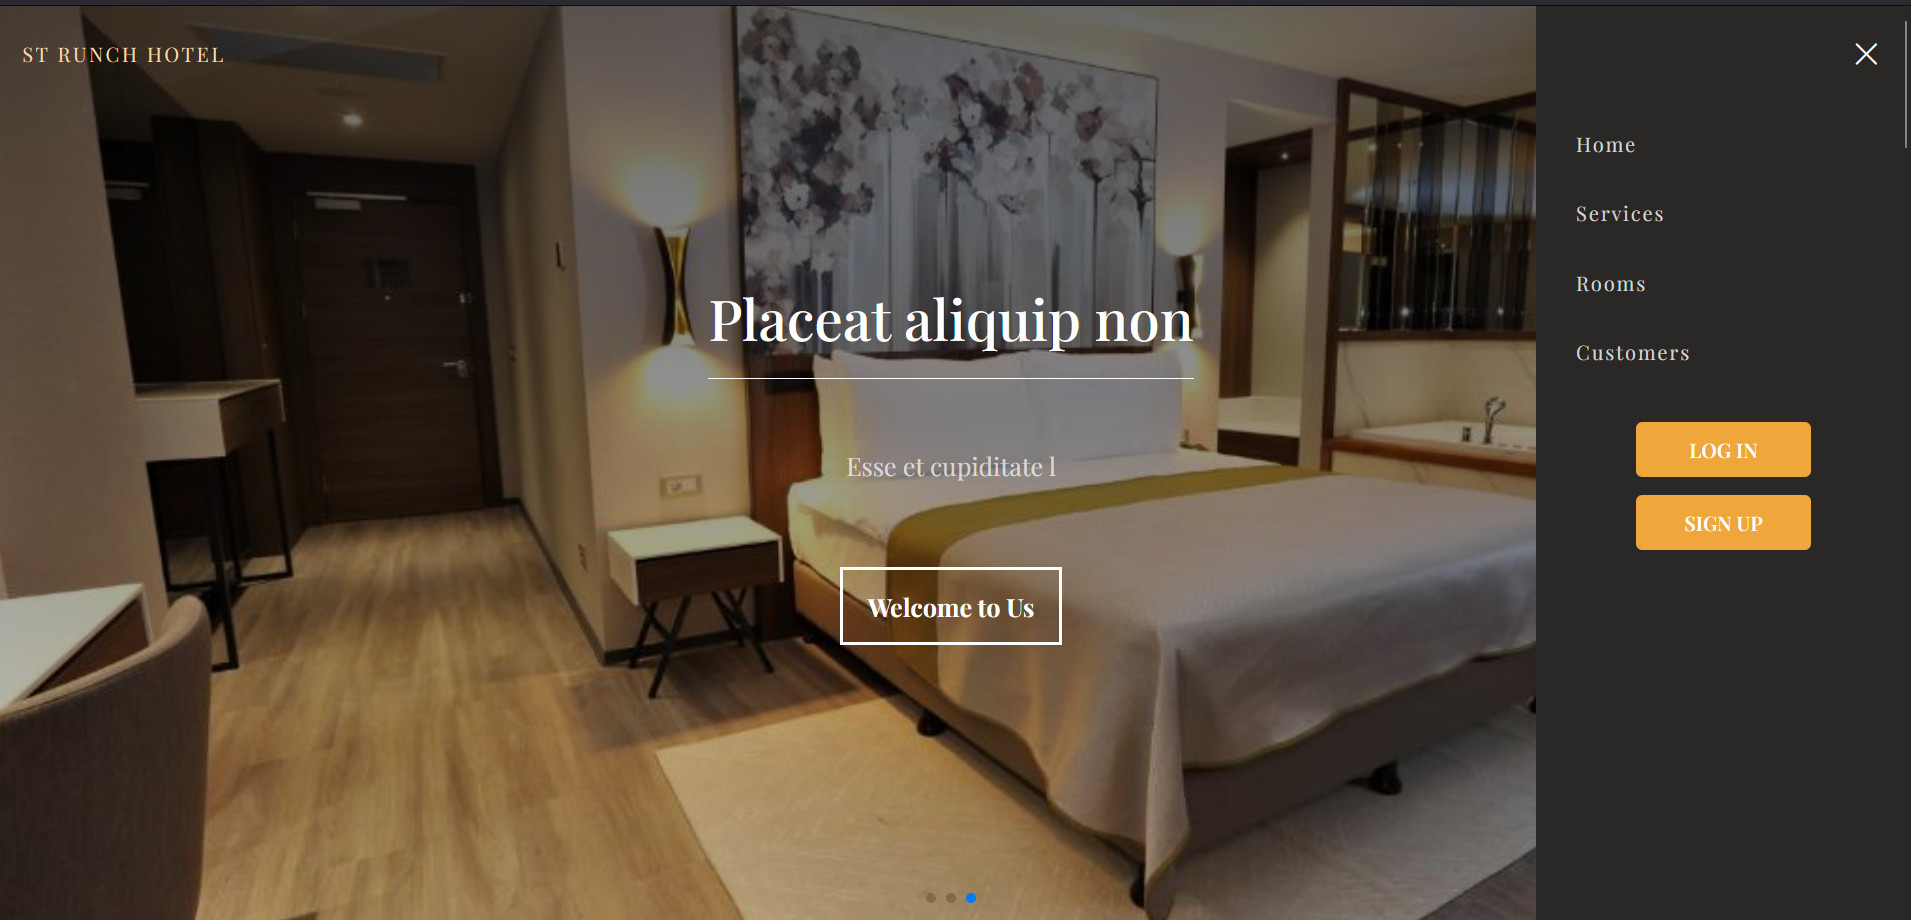 ST RUNCH HOTEL
Home
Services
Rooms
Customers
LOG IN
SIGN UP
Placeat aliquip non
Esse et cupiditate l
Welcome to Us